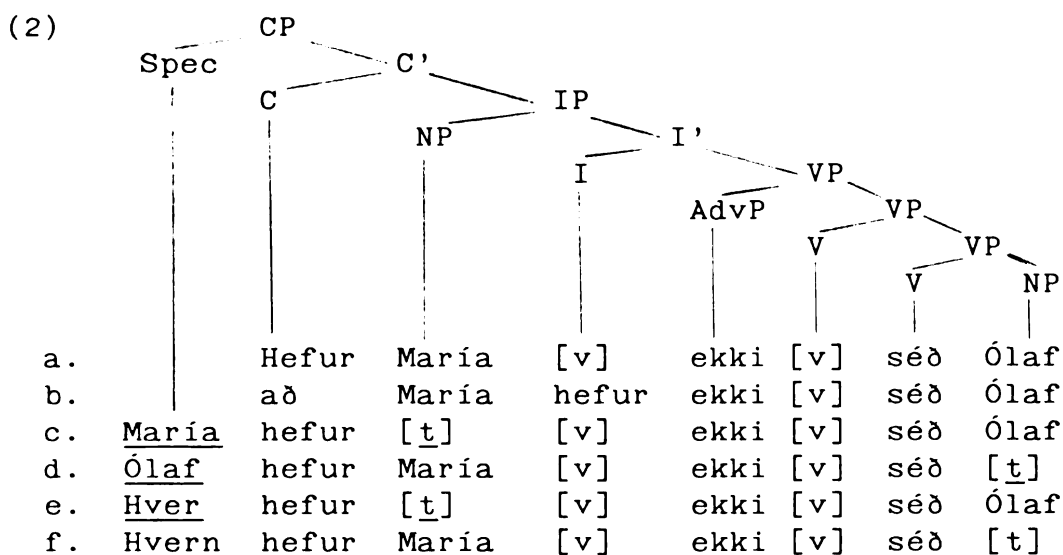 (2) CP
Spec C'
C IP
NP I'
I VP
AdvP VP
V VP
V NP
a. Hefur María [v] ekki [v] séð Ólaf
b. að María hefur ekki [v] séð Ólaf
c. María hefur [t] [v] ekki [v] séð Ólaf
d. Ólaf hefur María [v] ekki [v] séð [t]
e. Hver hefur [t] [v] ekki [v] séð Ólaf
f. Hvern hefur María [v] ekki [v] séð [t]